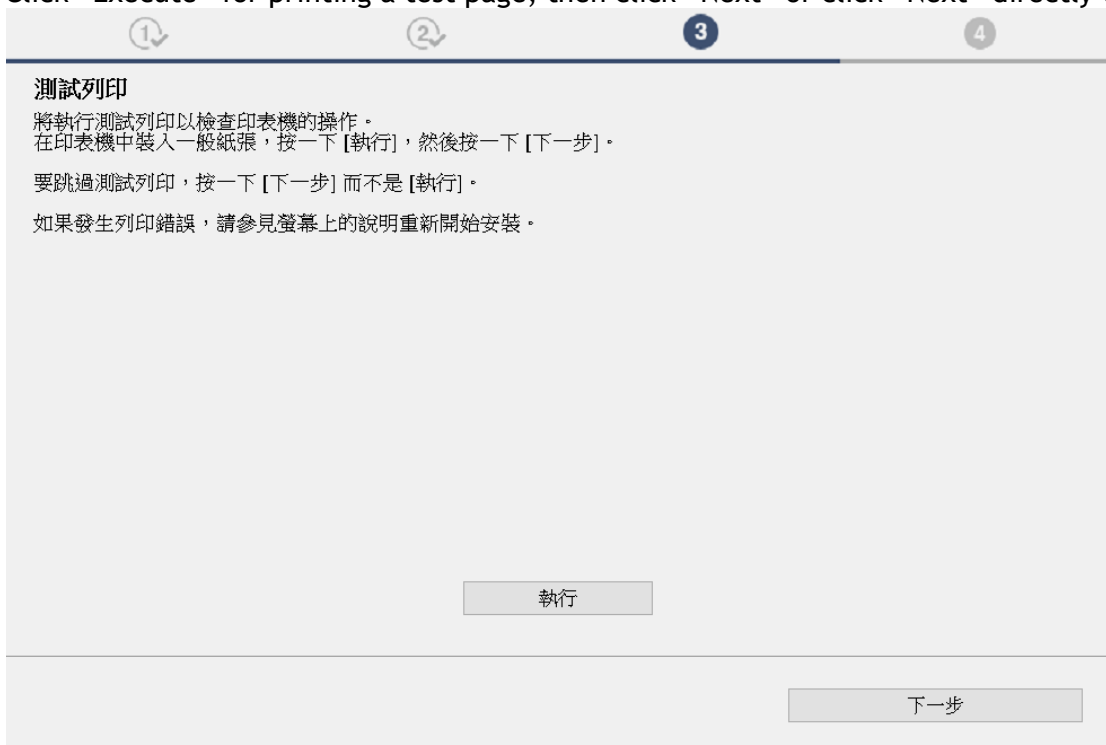 Click "Execute" for printing a test page, then click "Next" or click "Next" directly
1 2 3 4
測試列印
將執行測試列印以檢查印表機的操作。
在印表機中裝入一般紙張，按一下 [執行]，然後按一下 [下一步]。
要跳過測試列印，按一下 [下一步] 而不是 [執行]。
如果發生列印錯誤，請參見螢幕上的說明重新開始安裝。
執行
下一步